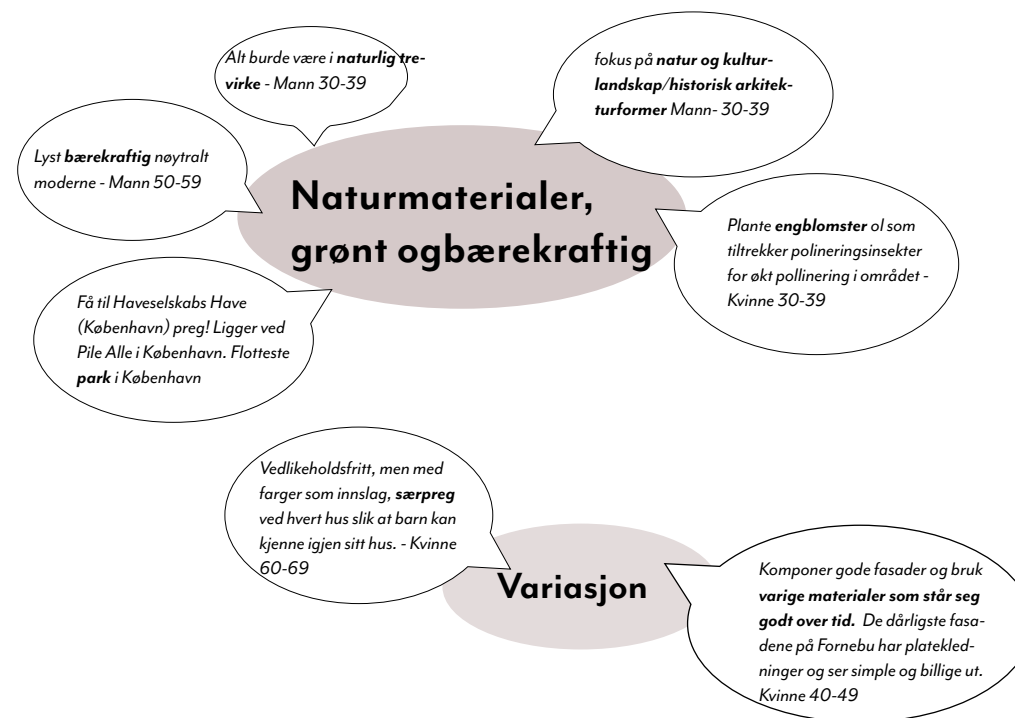 Alt burde være i naturlig tre-
virke - Mann 30-39
fokus på natur og kultur-
landskap/historisk arkitek-
turformer Mann- 30-39
Lyst bærekraftig nøytralt
moderne - Mann 50-59
Naturmaterialer,
grønt ogbærekraftig
Plante engblomster ol som
tiltrekker polineringsinsekter
for økt pollinering i området -
Kvinne 30-39
Få til Haveselskabs Have
(København) preg! Ligger ved
Pile Alle i København. Flotteste
park i København
Vedlikeholdsfritt, men med
farger som innslag, særpreg
ved hvert hus slik at barn kan
kjenne igjen sitt hus. - Kvinne
60-69
Variasjon
Komponer gode fasader og bruk
varige materialer som står seg
godt over tid. De dårligste fasa-
dene på Fornebu har platekled-
ninger og ser simple og billige ut.
Kvinne 40-49